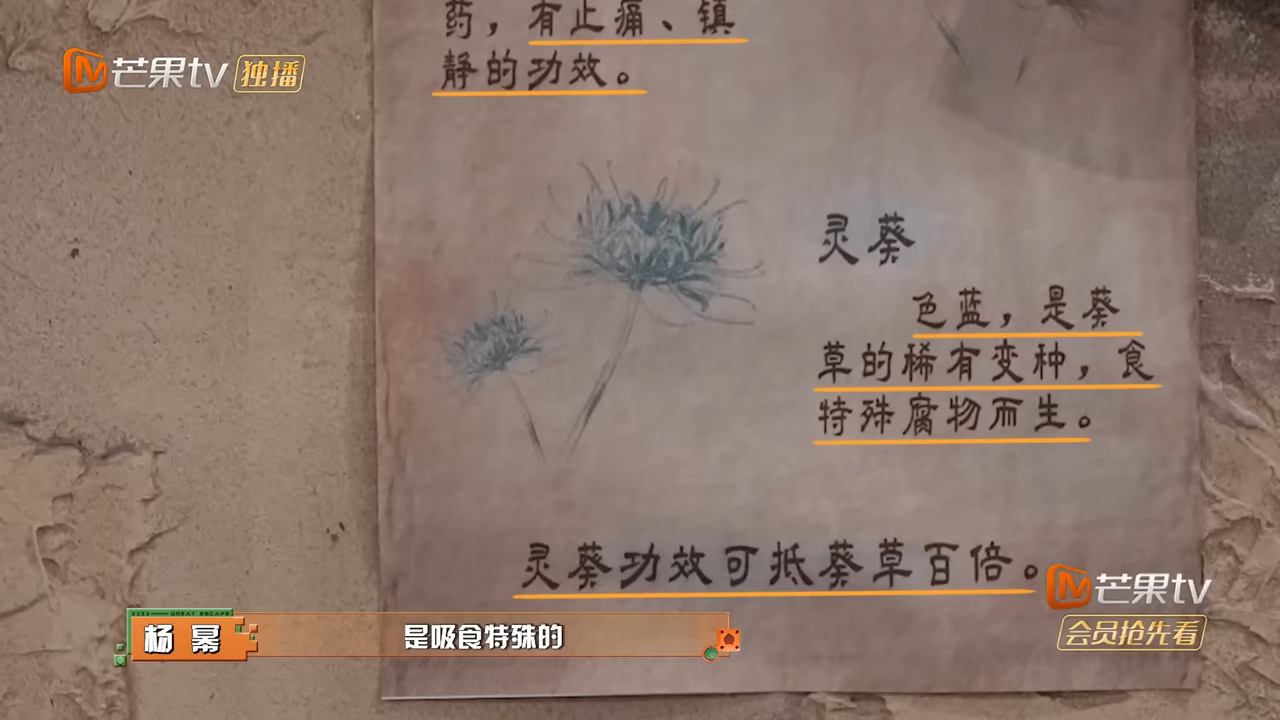 药，有止痛、镇
静的功效。
芒果tv 独播
灵葵
色蓝，是葵
草的稀有变种，食
特殊腐物而生。
灵葵功效可抵葵草百倍。
芒果tv
会员抢先看
杨幂
是吸食特殊的